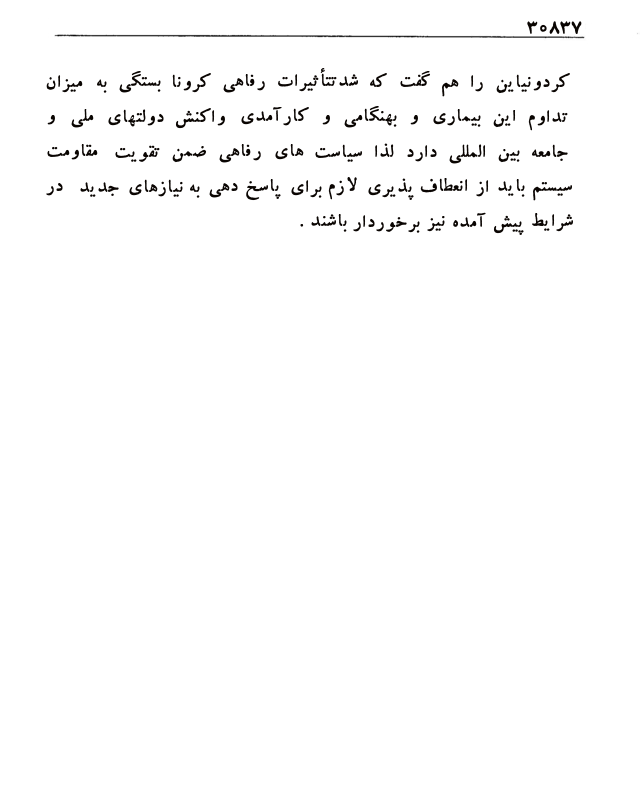 ۳۰۸۳۷
کردونیاین را هم گفت که شدتتأثیرات رفاهی کرونا بستگی به میزان
تداوم این بیماری و بهنگامی و کارآمدی واکنش دولتهای ملی و
جامعه بین المللی دارد لذا سیاست های رفاهی ضمن تقویت مقاومت
سیستم باید از انعطاف پذیری لازم برای پاسخ دهی به نیازهای جدید در
شرایط پیش آمده نیز برخوردار باشند .